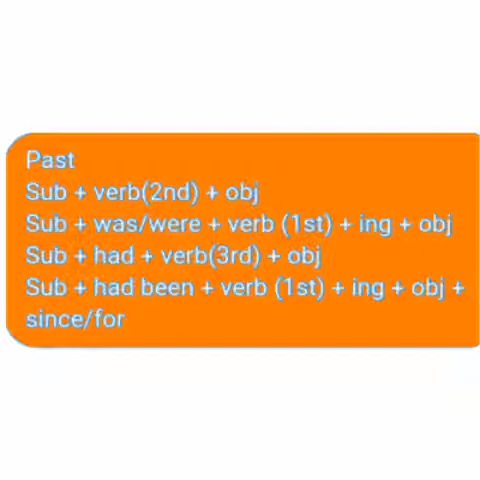 Past
Sub + verb(2nd) + obj
Sub + was/were + verb (1st) + ing + obj
Sub + had + verb(3rd) + obj
Sub + had been + verb (1st) + ing + obj +
since/for